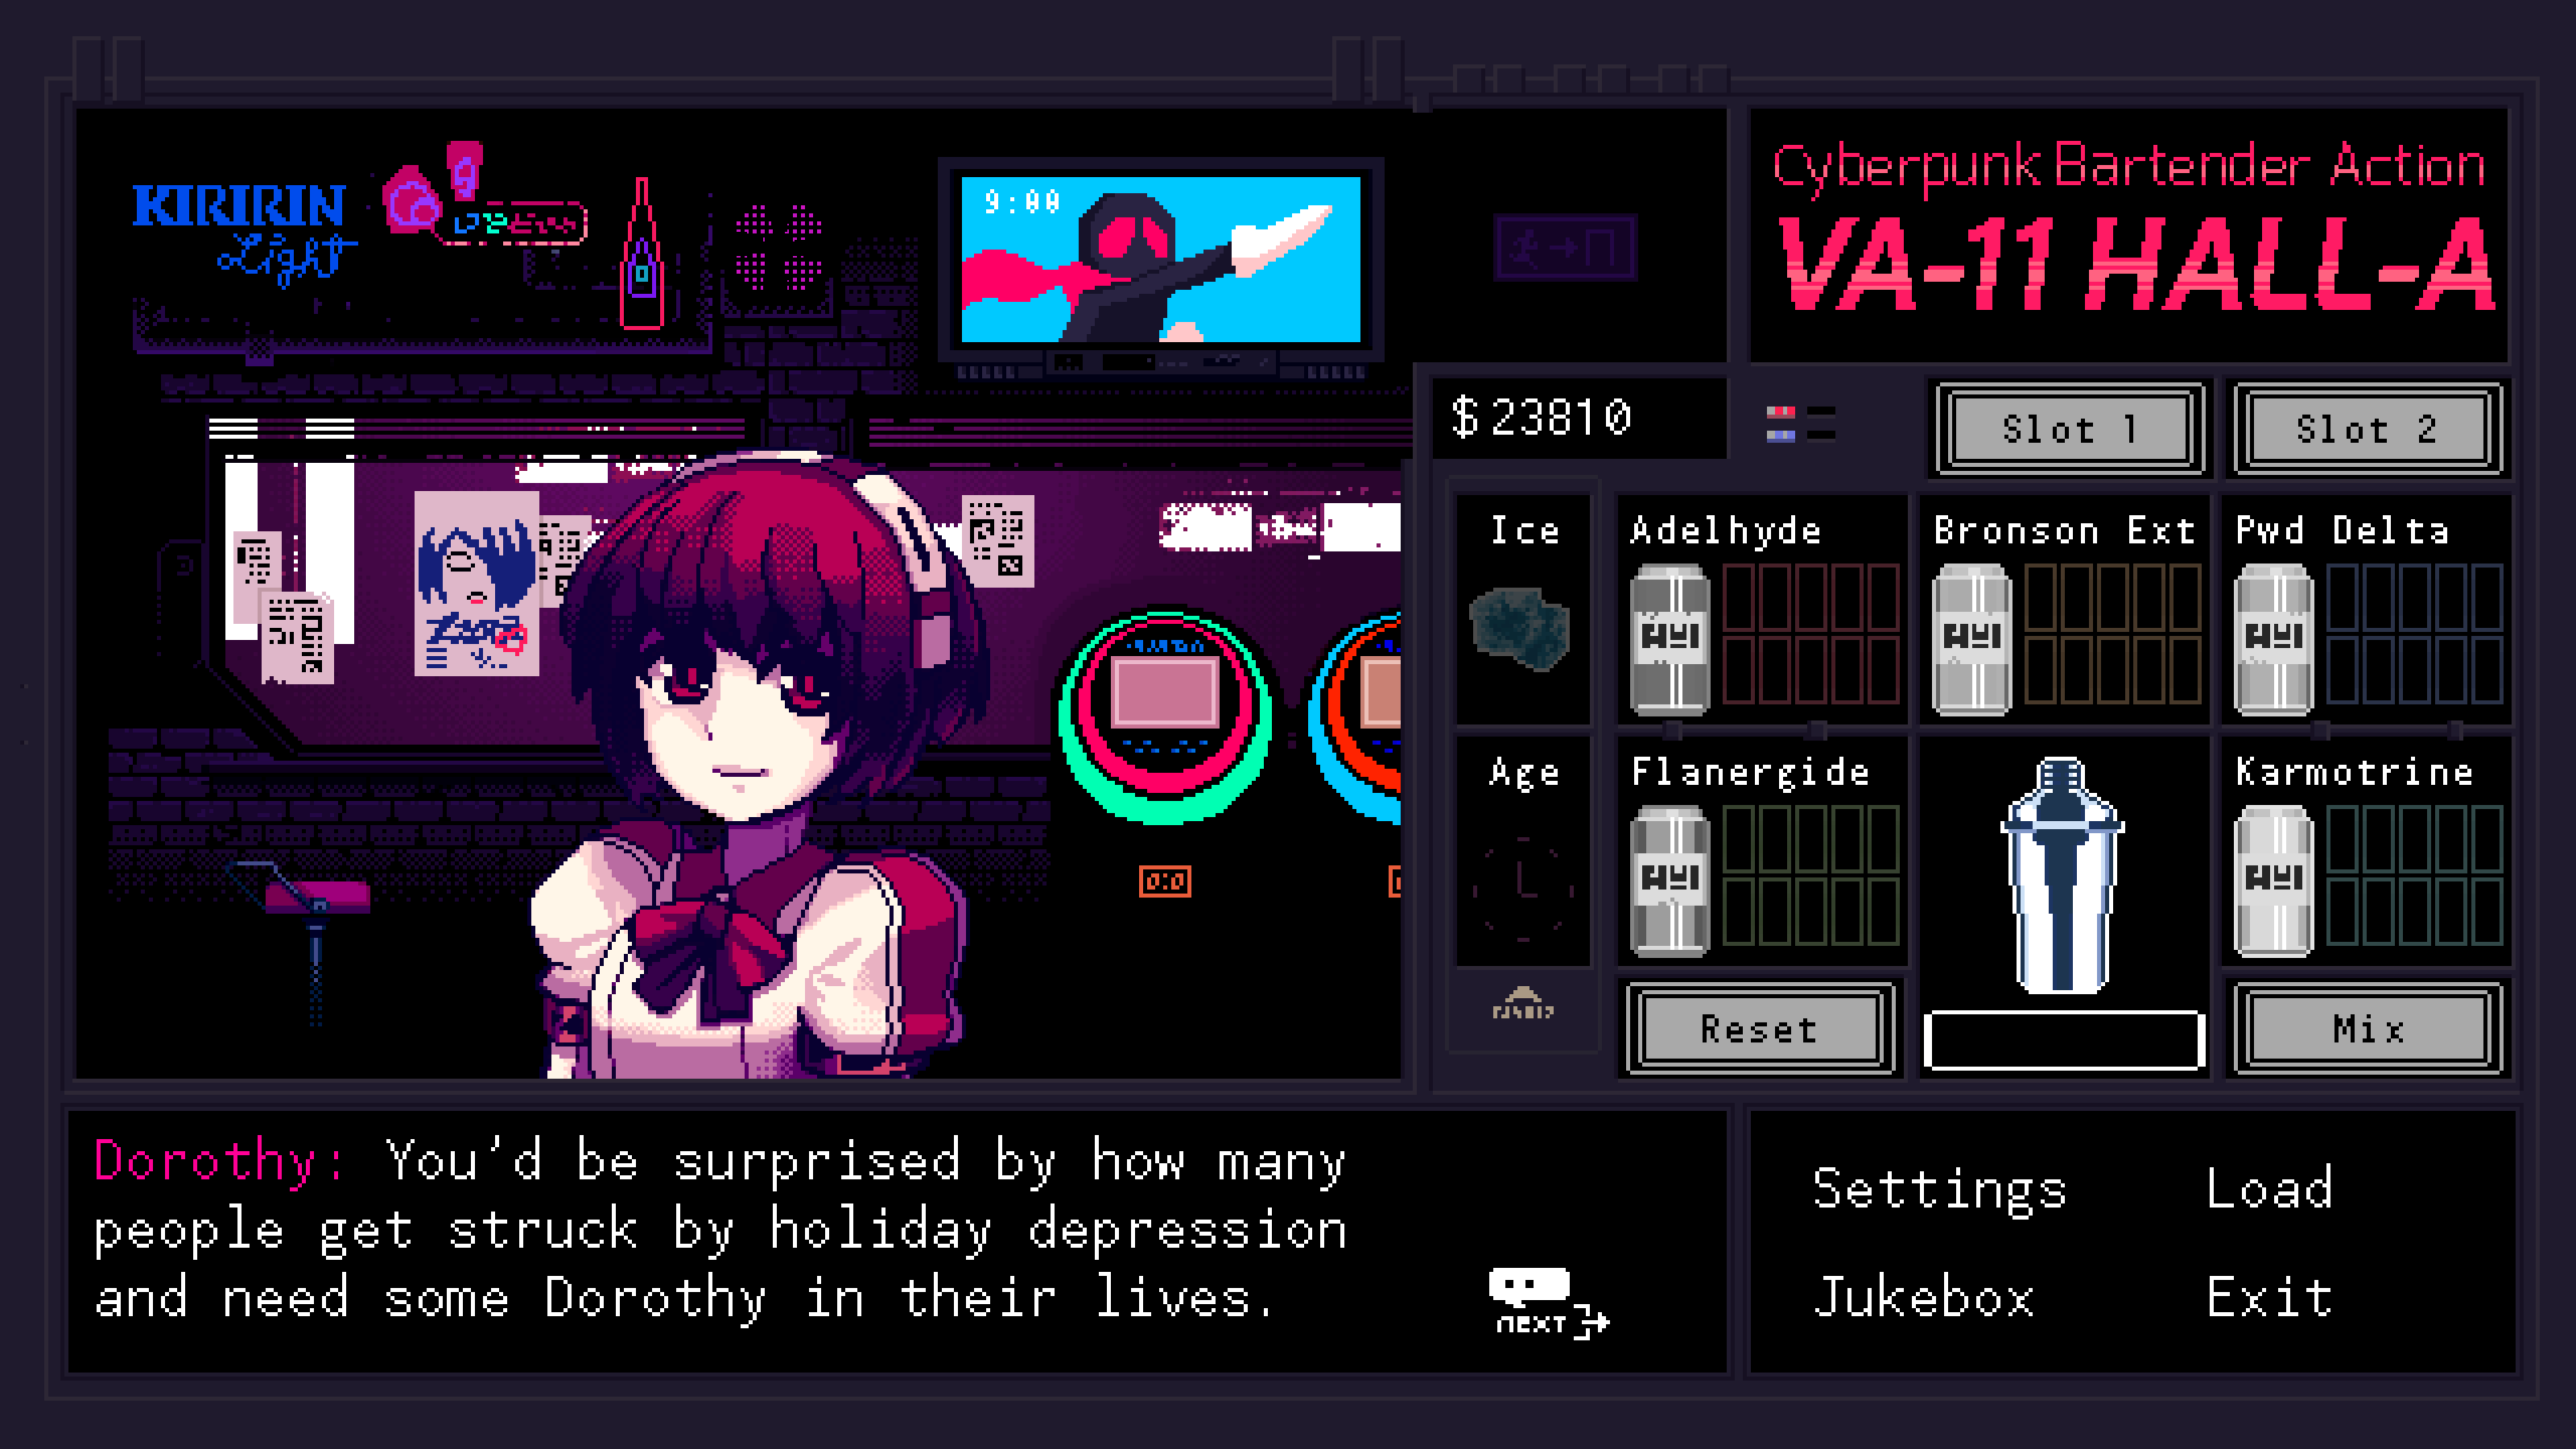 KIRIRIN
Light
9:00
Cyberpunk Bartender Action
VA-11 HALL-A
$ 23810
Slot 1
Slot 2
Ice
Adelhyde
Bronson Ext
Pwd Delta
Age
Flanergide
Karmotrine
Reset
Mix
0:0
Dorothy: You'd be surprised by how many
people get struck by holiday depression
and need some Dorothy in their lives.
NEXT
Settings
Load
Jukebox
Exit